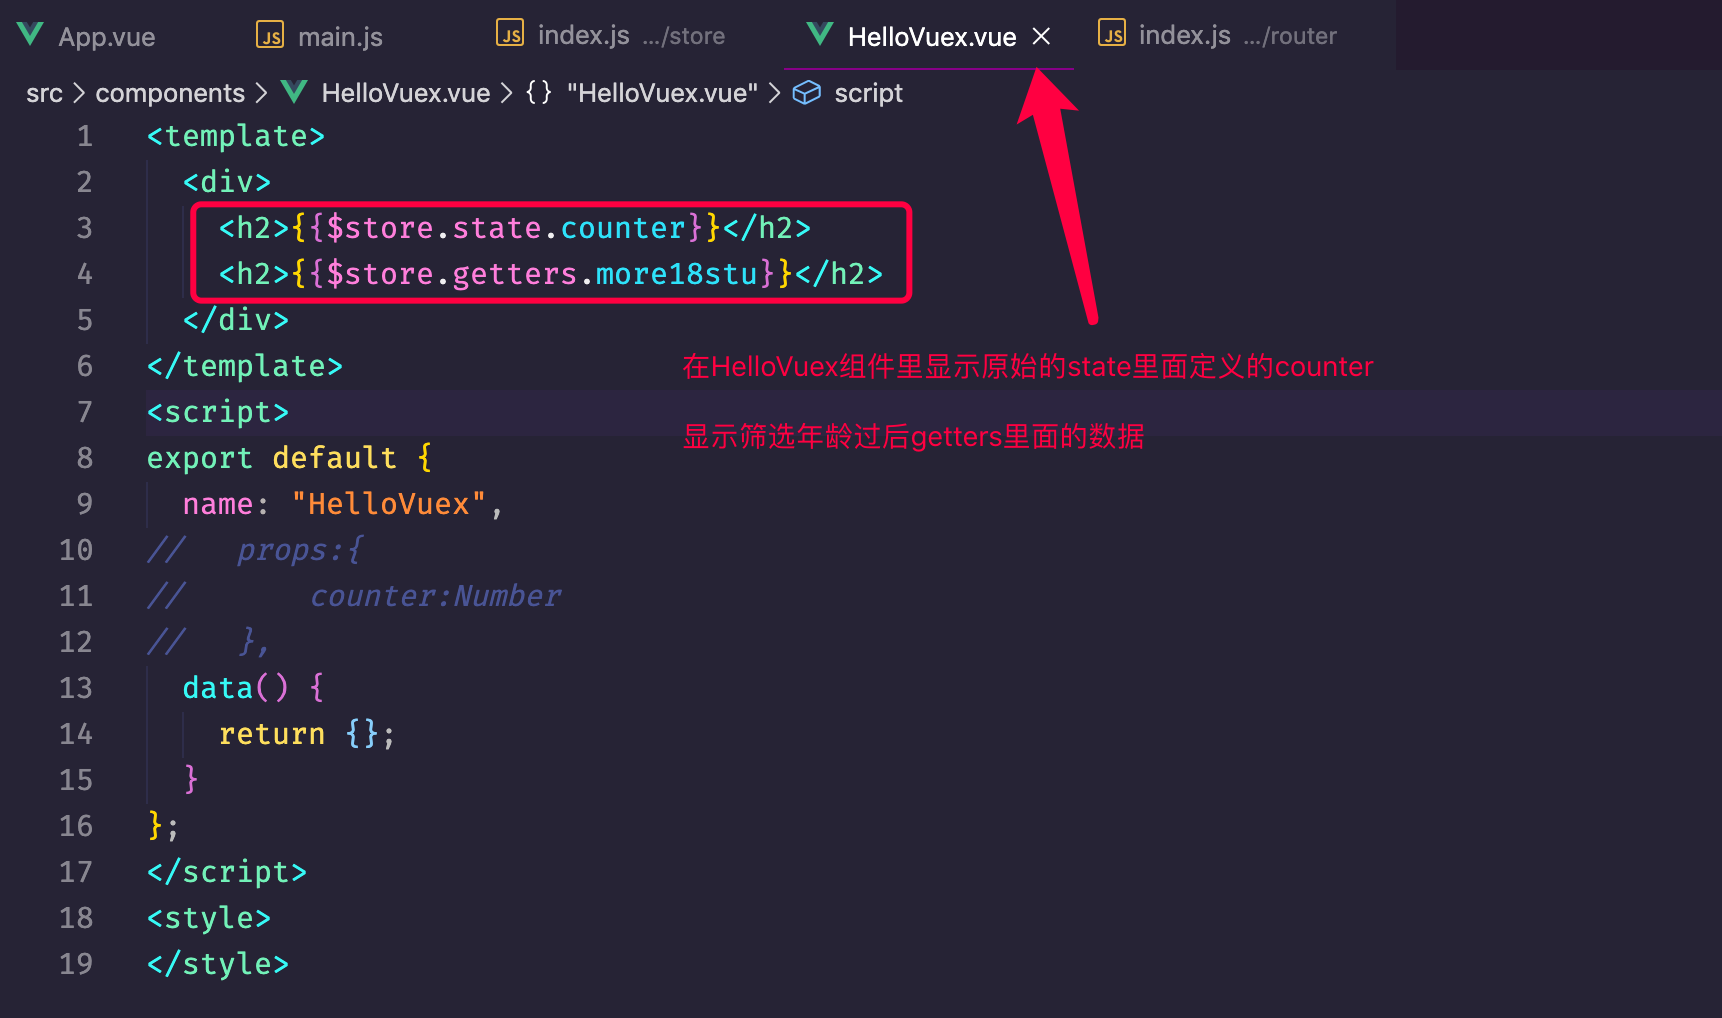 App.vue JS main.js JS index.js .../store HelloVuex.vue × JS index.js .../router
src > components > HelloVuex.vue > {} "HelloVuex.vue" > script
1 <template>
2 <div>
3 <h2>{{$store.state.counter}}</h2>
4 <h2>{{$store.getters.more18stu}}</h2>
5 </div>
6 </template>
在HelloVuex组件里显示原始的state里面定义的counter
7 <script>
显示筛选年龄过后getters里面的数据
8 export default {
9 name: "HelloVuex",
10 // props:{
11 // counter:Number
12 // },
13 data() {
14 return {};
15 }
16 };
17 </script>
18 <style>
19 </style>